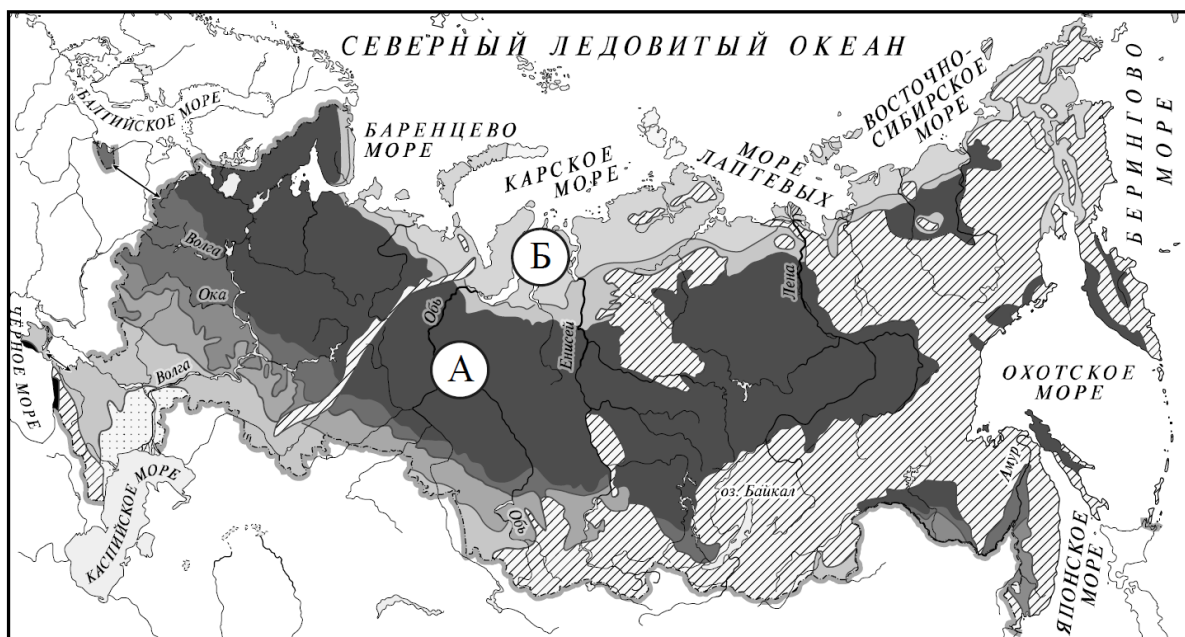 СЕВЕРНЫЙ ЛЕДОВИТЫЙ ОКЕАН
БАЛТИЙСКОЕ МОРЕ
БАРЕНЦЕВО
МОРЕ
КАРСКОЕ
МОРЕ
МОРЕ
ЛАПТЕВЫХ
ВОСТОЧНО-
СИБИРСКОЕ
МОРЕ
БЕРИНГОВО
МОРЕ
Волга
Ока
Обь
Б
Енисей
Лена
А
ЧЕРНОЕ МОРЕ
Волга
ОХОТСКОЕ
МОРЕ
Амур
оз. Байкал
Обь
КАСПИЙСКОЕ МОРЕ
ЯПОНСКОЕ
МОРЕ